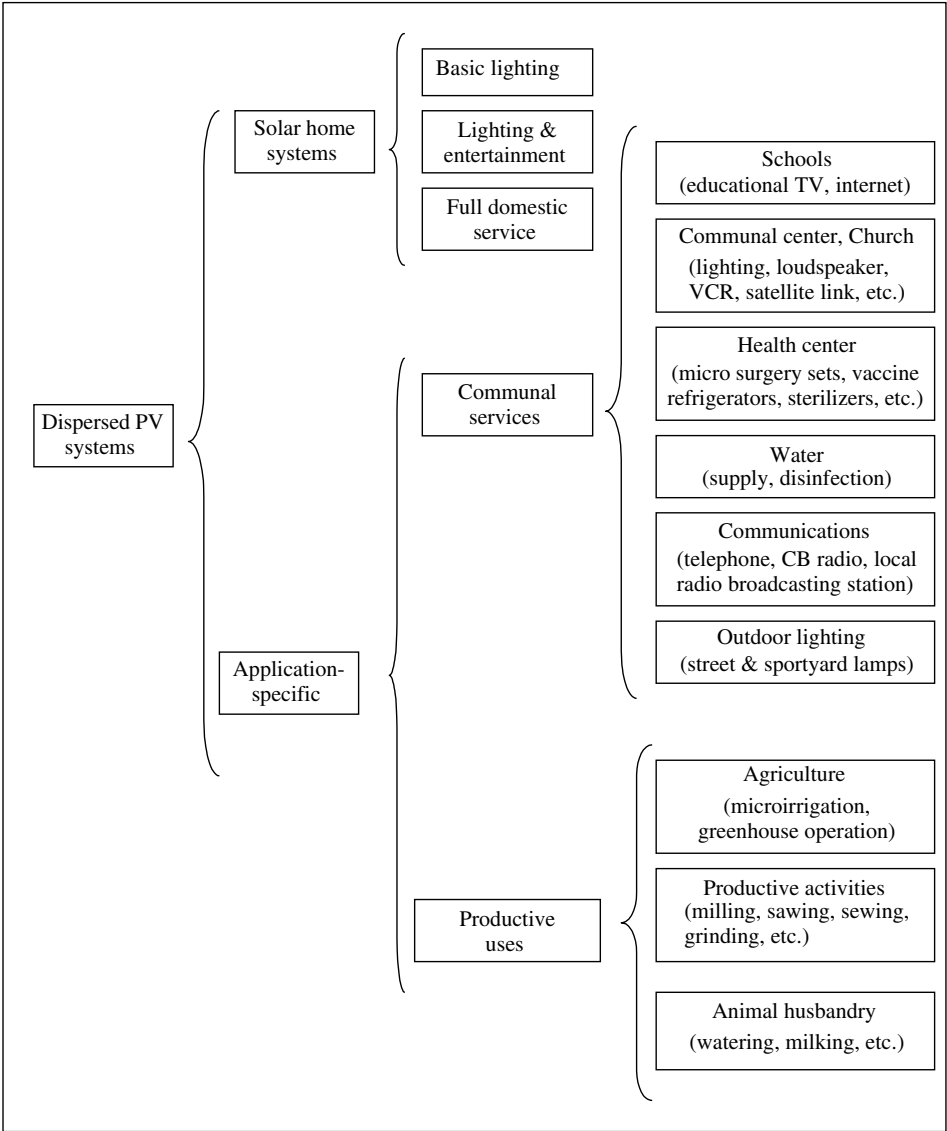 Dispersed PV
systems
Solar home
systems
Basic lighting
Lighting &
entertainment
Full domestic
service
Application-
specific
Communal
services
Schools
(educational TV, internet)
Communal center, Church
(lighting, loudspeaker,
VCR, satellite link, etc.)
Health center
(micro surgery sets, vaccine
refrigerators, sterilizers, etc.)
Water
(supply, disinfection)
Communications
(telephone, CB radio, local
radio broadcasting station)
Outdoor lighting
(street & sportyard lamps)
Productive
uses
Agriculture
(microirrigation,
greenhouse operation)
Productive activities
(milling, sawing, sewing,
grinding, etc.)
Animal husbandry
(watering, milking, etc.)